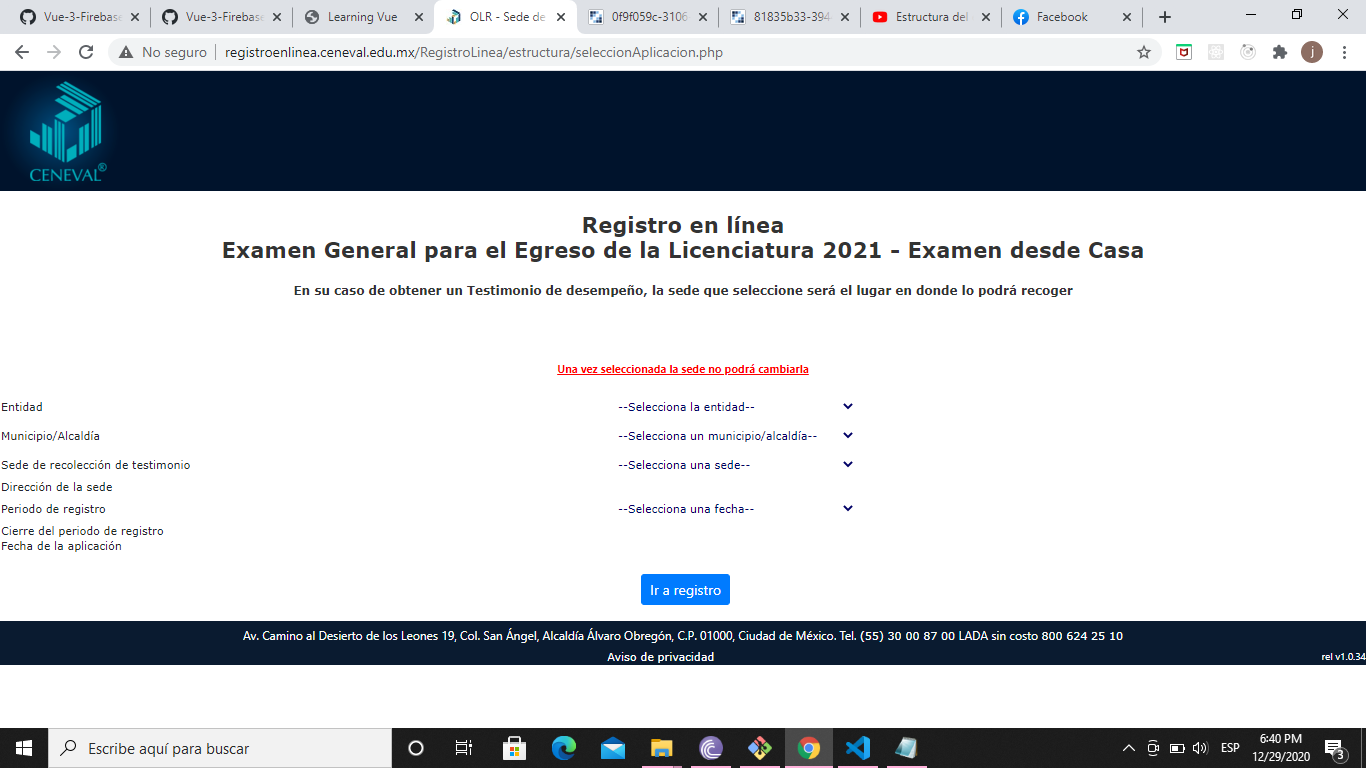 Vue-3-Firebase
Vue-3-Firebase
Learning Vue
OLR - Sede de
0f9f059c-3106
81835b33-394
Estructura del
Facebook
No seguro
registroenlinea.ceneval.edu.mx/RegistroLinea/estructura/seleccionAplicacion.php
j
CENEVAL®
Registro en línea
Examen General para el Egreso de la Licenciatura 2021 - Examen desde Casa
En su caso de obtener un Testimonio de desempeño, la sede que seleccione será el lugar en donde lo podrá recoger
Una vez seleccionada la sede no podrá cambiarla
Entidad --Selecciona la entidad--
Municipio/Alcaldía --Selecciona un municipio/alcaldía--
Sede de recolección de testimonio --Selecciona una sede--
Dirección de la sede
Periodo de registro --Selecciona una fecha--
Cierre del periodo de registro
Fecha de la aplicación
Ir a registro
Av. Camino al Desierto de los Leones 19, Col. San Ángel, Alcaldía Álvaro Obregón, C.P. 01000, Ciudad de México. Tel. (55) 30 00 87 00 LADA sin costo 800 624 25 10
Aviso de privacidad
rel v1.0.34
Escribe aquí para buscar
ESP
6:40 PM
12/29/2020
3